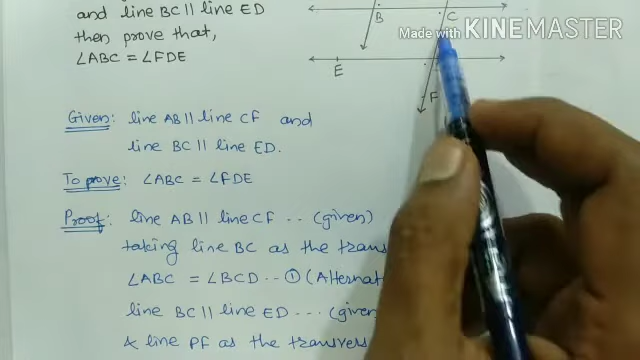 and line BC || line ED
then prove that,
∠ABC = ∠FDE
B
C
E
F
Made with KINEMASTER
Given: line AB || line CF and
line BC || line ED.
To prove: ∠ABC = ∠FDE
Proof: line AB || line CF .. (given)
taking line BC as the trans
∠ABC = ∠BCD .. ① (Alternat
line BC || line ED ... (given
& line PF as the transvers